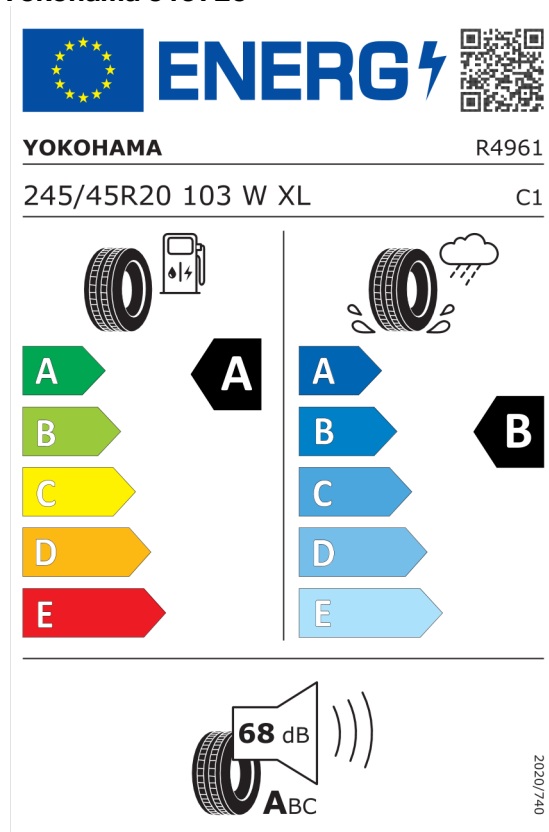 ENERG
YOKOHAMA R4961
245/45R20 103 W XL C1
A A A
B B B
C C
D D
E E
68 dB
ABC
2020/740